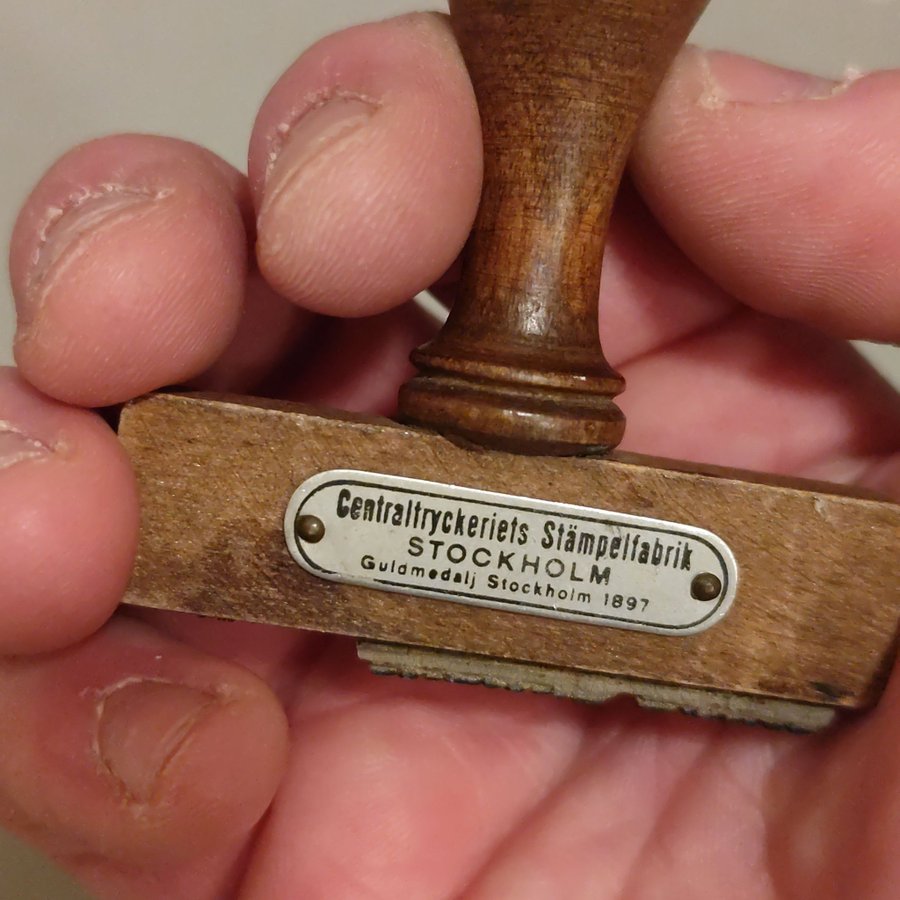 Centraltryckeriets Stämpelfabrik
STOCKHOLM
Guldmedalj Stockholm 1897